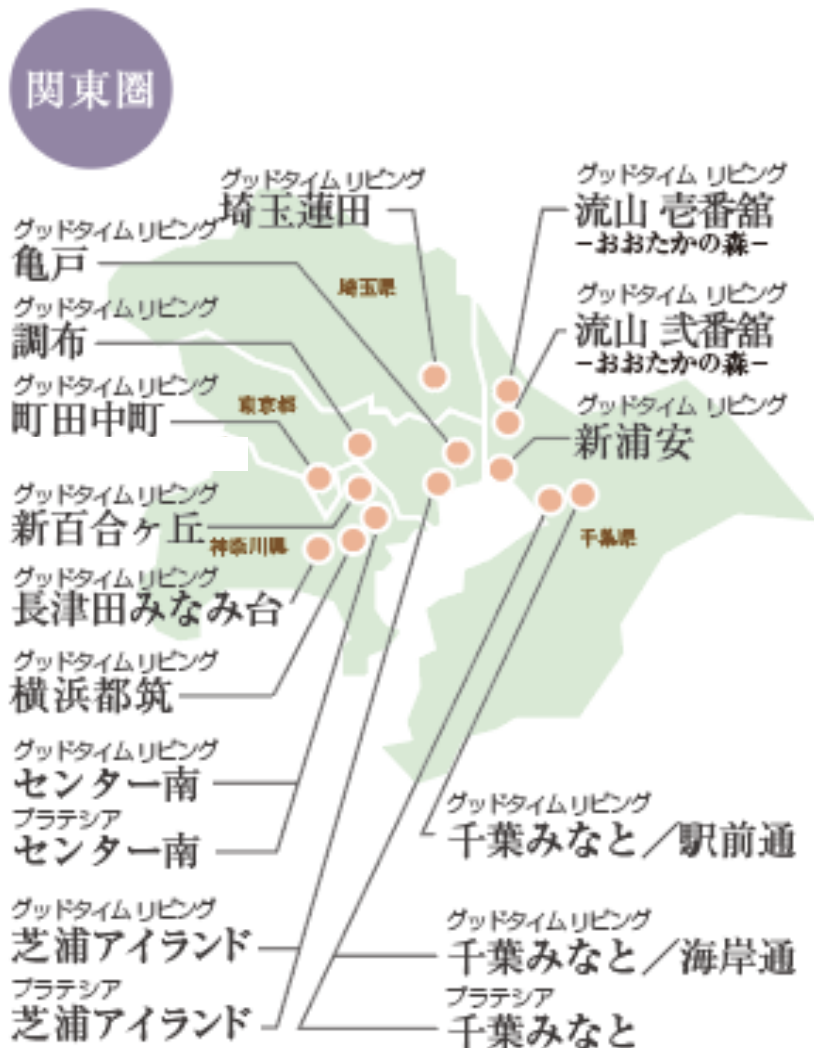 関東圏
グッドタイム リビング
埼玉蓮田
グッドタイム リビング
亀戸
グッドタイム リビング
調布
グッドタイム リビング
町田中町
グッドタイム リビング
新百合ヶ丘
グッドタイム リビング
長津田みなみ台
グッドタイム リビング
横浜都筑
グッドタイム リビング
センター南
プラテシア
センター南
グッドタイム リビング
芝浦アイランド
プラテシア
芝浦アイランド
グッドタイム リビング
流山 壱番舘
−おおたかの森−
グッドタイム リビング
流山 弐番舘
−おおたかの森−
グッドタイム リビング
新浦安
埼玉県
東京都
神奈川県
千葉県
グッドタイム リビング
千葉みなと／駅前通
グッドタイム リビング
千葉みなと／海岸通
プラテシア
千葉みなと